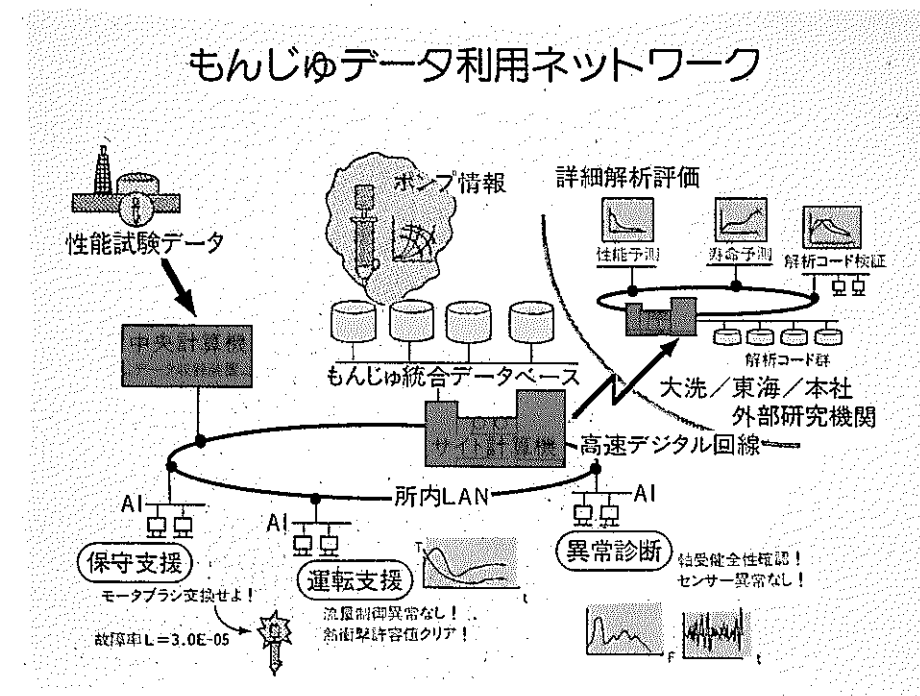 もんじゅデータ利用ネットワーク
性能試験データ
ポンプ情報
詳細解析評価
性能予測
寿命予測
解析コード検証
中央計算機
もんじゅ統合データベース
解析コード群
大洗／東海／本社
外部研究機関
サイト計算機
高速デジタル回線
所内LAN
AI
AI
AI
保守支援
運転支援
異常診断
モータブラシ交換せよ！
故障率L＝3.0E-05
T
t
流量制御異常なし！
熱衝撃許容値クリア！
軸受健全性確認！
センサー異常なし！
F
t